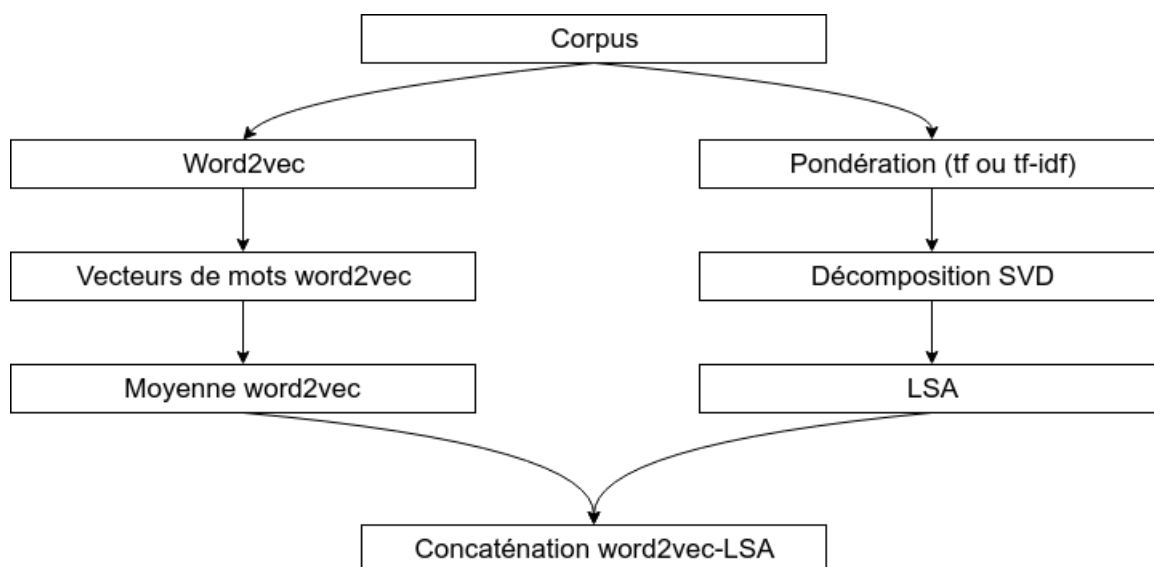 Corpus
Word2vec
Pondération (tf ou tf-idf)
Vecteurs de mots word2vec
Décomposition SVD
Moyenne word2vec
LSA
Concaténation word2vec-LSA